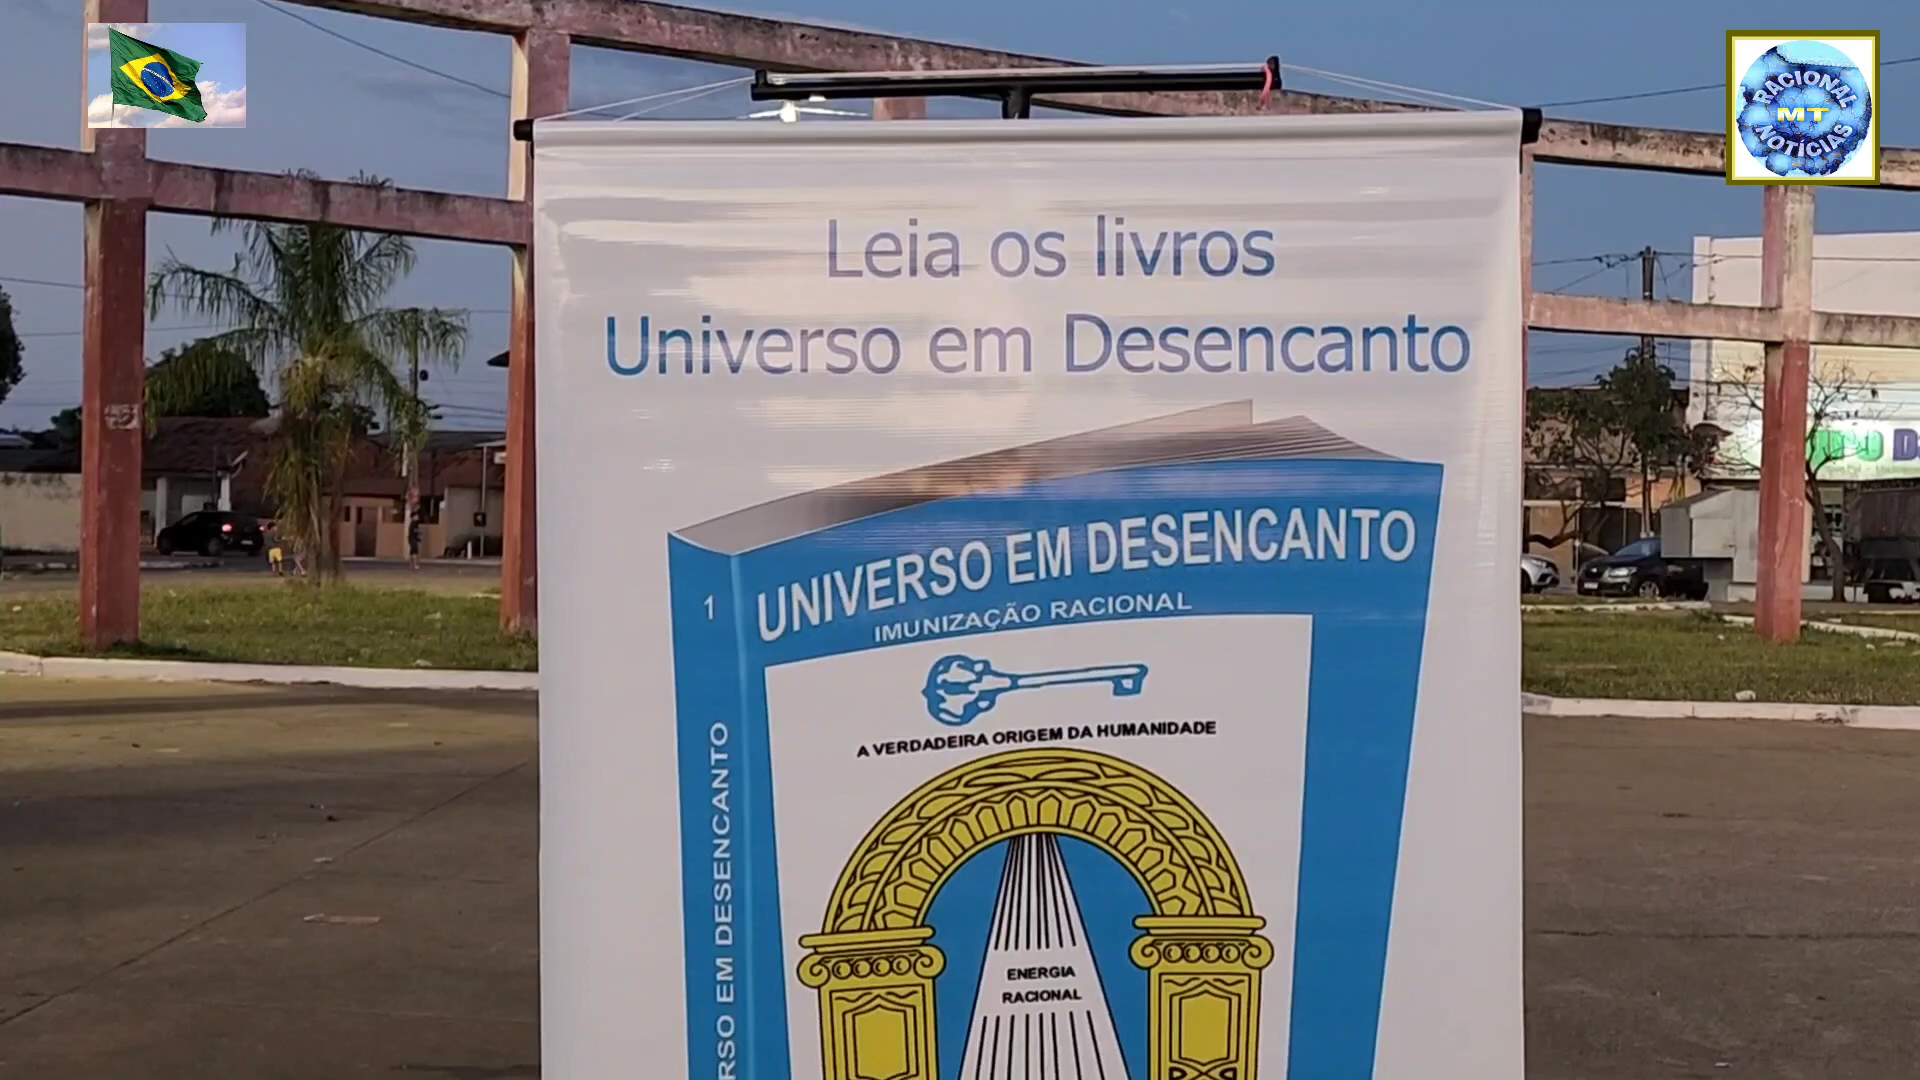 RACIONAL
MT
NOTÍCIAS
Leia os livros
Universo em Desencanto
1
UNIVERSO EM DESENCANTO
IMUNIZAÇÃO RACIONAL
A VERDADEIRA ORIGEM DA HUMANIDADE
ENERGIA
RACIONAL
RSO EM DESENCANTO